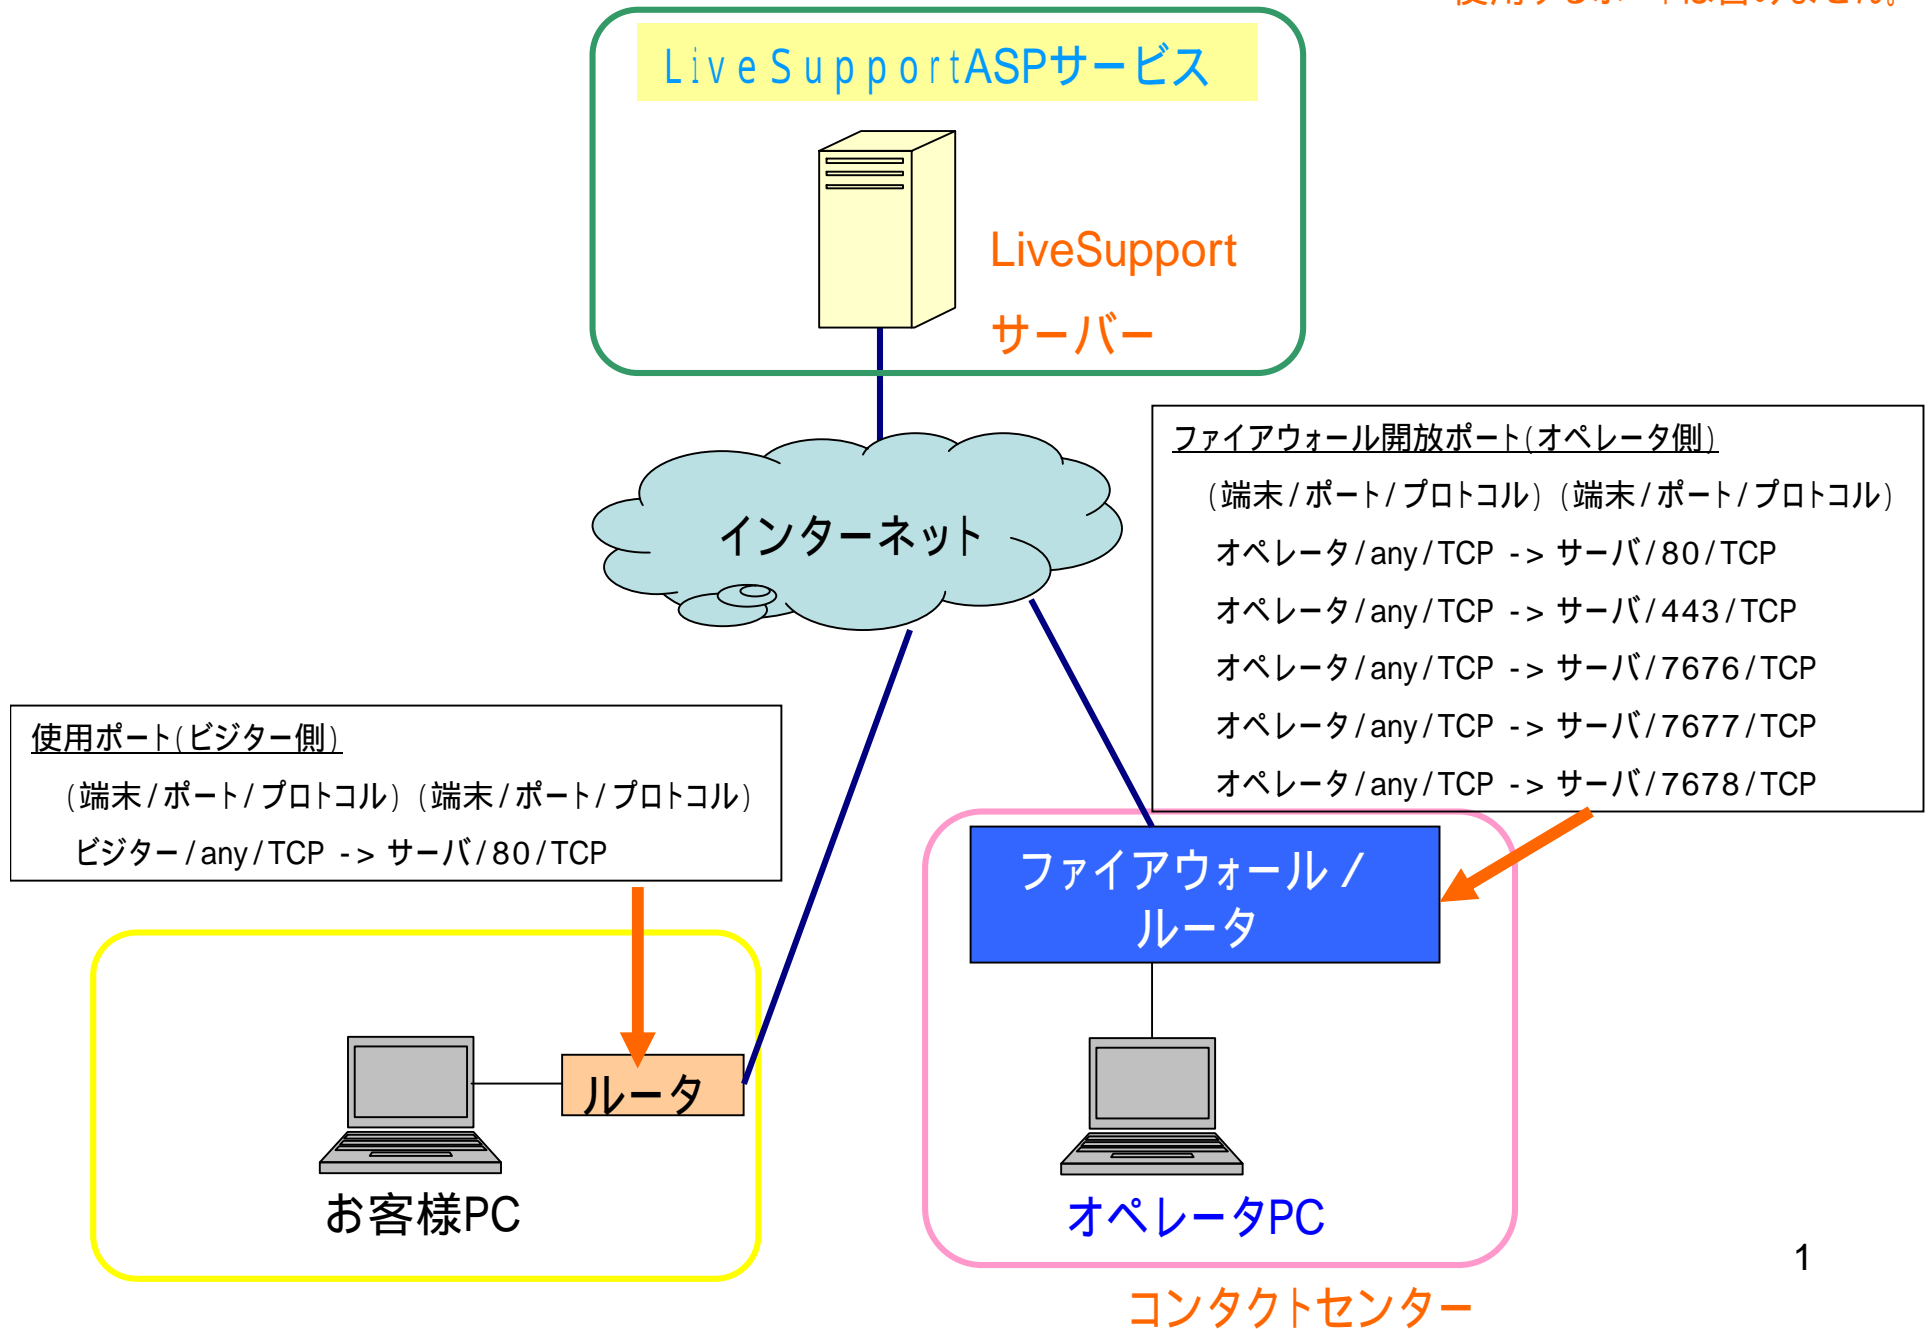 LiveSupportASPサービス
LiveSupport
サーバー
インターネット
ファイアウォール開放ポート(オペレータ側)
(端末/ポート/プロトコル) (端末/ポート/プロトコル)
オペレータ/any/TCP -> サーバ/80/TCP
オペレータ/any/TCP -> サーバ/443/TCP
オペレータ/any/TCP -> サーバ/7676/TCP
オペレータ/any/TCP -> サーバ/7677/TCP
オペレータ/any/TCP -> サーバ/7678/TCP
使用ポート(ビジター側)
(端末/ポート/プロトコル) (端末/ポート/プロトコル)
ビジター/any/TCP -> サーバ/80/TCP
ファイアウォール/
ルータ
ルータ
お客様PC
オペレータPC
コンタクトセンター
1